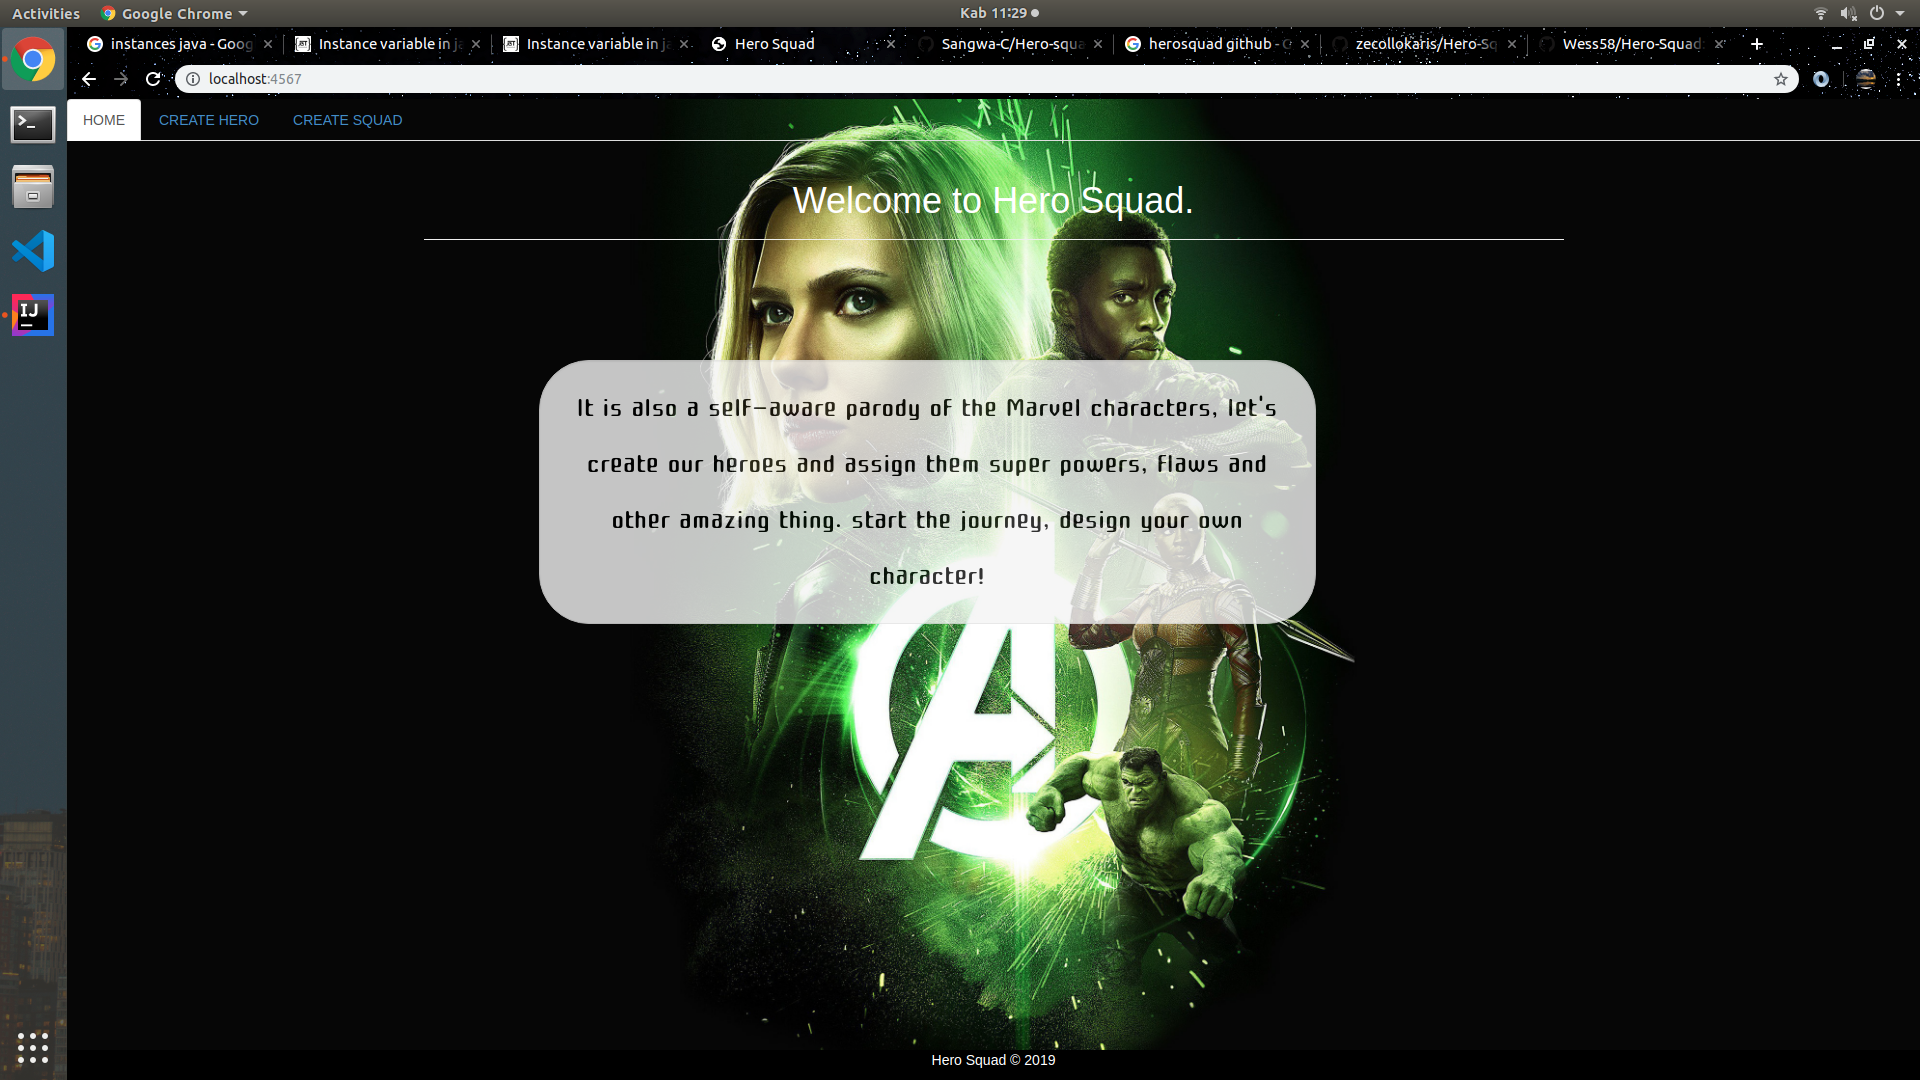 Activities
Google Chrome
Kab 11:29
instances java - Goog
Instance variable in ja
Instance variable in ja
Hero Squad
Sangwa-C/Hero-squa
herosquad github - G
zecollokaris/Hero-Sq
Wess58/Hero-Squad
localhost:4567
HOME
CREATE HERO
CREATE SQUAD
Welcome to Hero Squad.
It is also a self-aware parody of the Marvel characters, let's
create our heroes and assign them super powers, flaws and
other amazing thing. start the journey, design your own
character!
IJ
Hero Squad © 2019